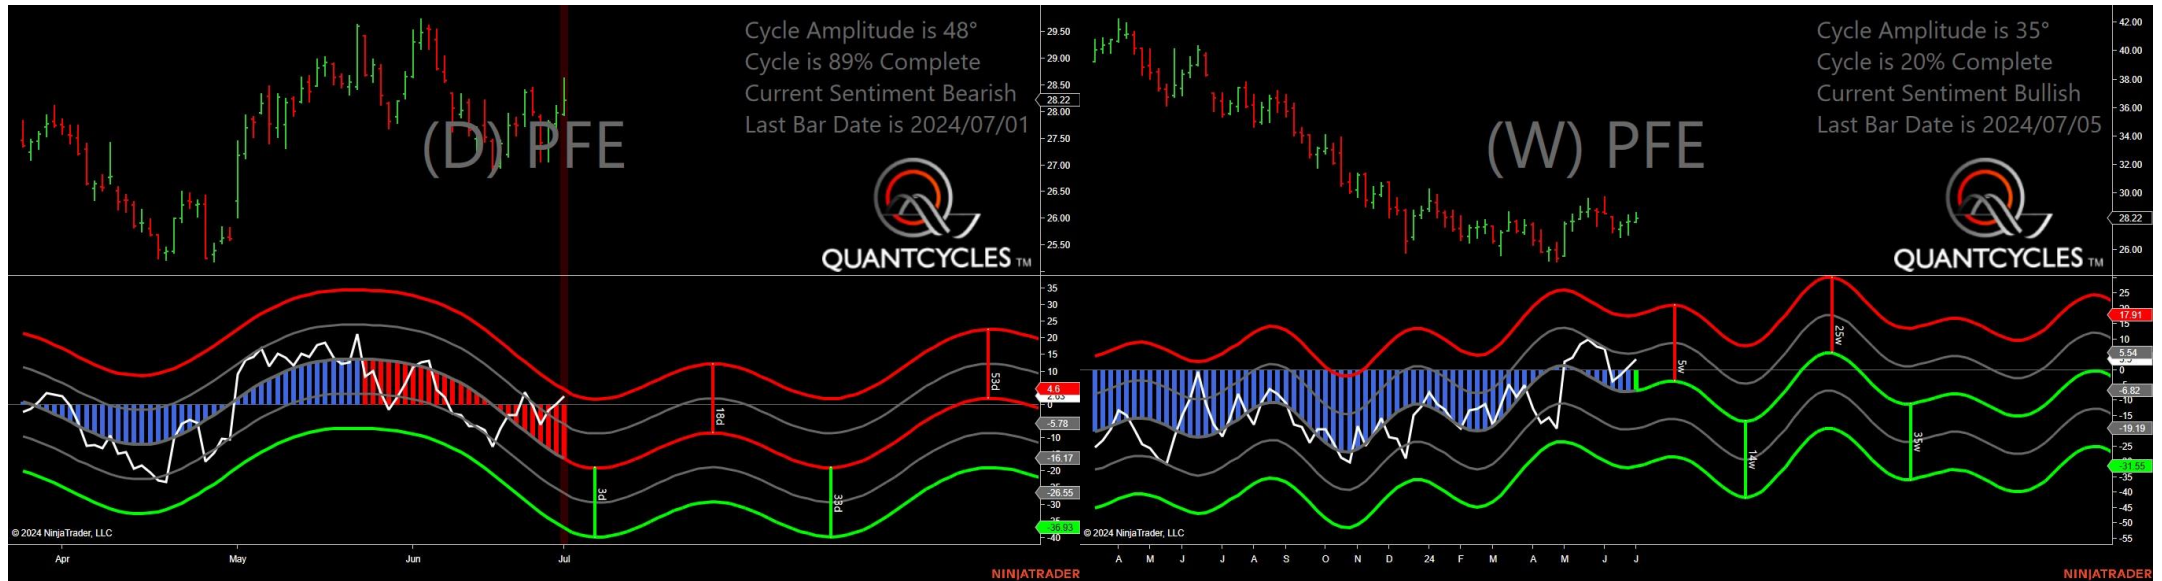 Cycle Amplitude is 48°
Cycle is 89% Complete
Current Sentiment Bearish
Last Bar Date is 2024/07/01
(D) PFE
QUANTCYCLES TM
29.50
29.00
28.50
28.22
28.00
27.50
27.00
26.50
26.00
25.50
35
30
25
20
15
10
4.6
2.63
0
-5.78
-10
-16.17
-20
-26.55
-36.93
-40
3d
18d
33d
53d
© 2024 NinjaTrader, LLC
Apr
May
Jun
Jul
NINJATRADER
Cycle Amplitude is 35°
Cycle is 20% Complete
Current Sentiment Bullish
Last Bar Date is 2024/07/05
(W) PFE
QUANTCYCLES TM
42.00
40.00
38.00
36.00
34.00
32.00
30.00
28.22
26.00
25
17.91
15
10
5.54
0
-6.82
-10
-15
-19.19
-25
-31.55
-35
-40
-45
-50
-55
5w
14w
25w
35w
© 2024 NinjaTrader, LLC
A M J J A S O N D 24 F M A M J J
NINJATRADER